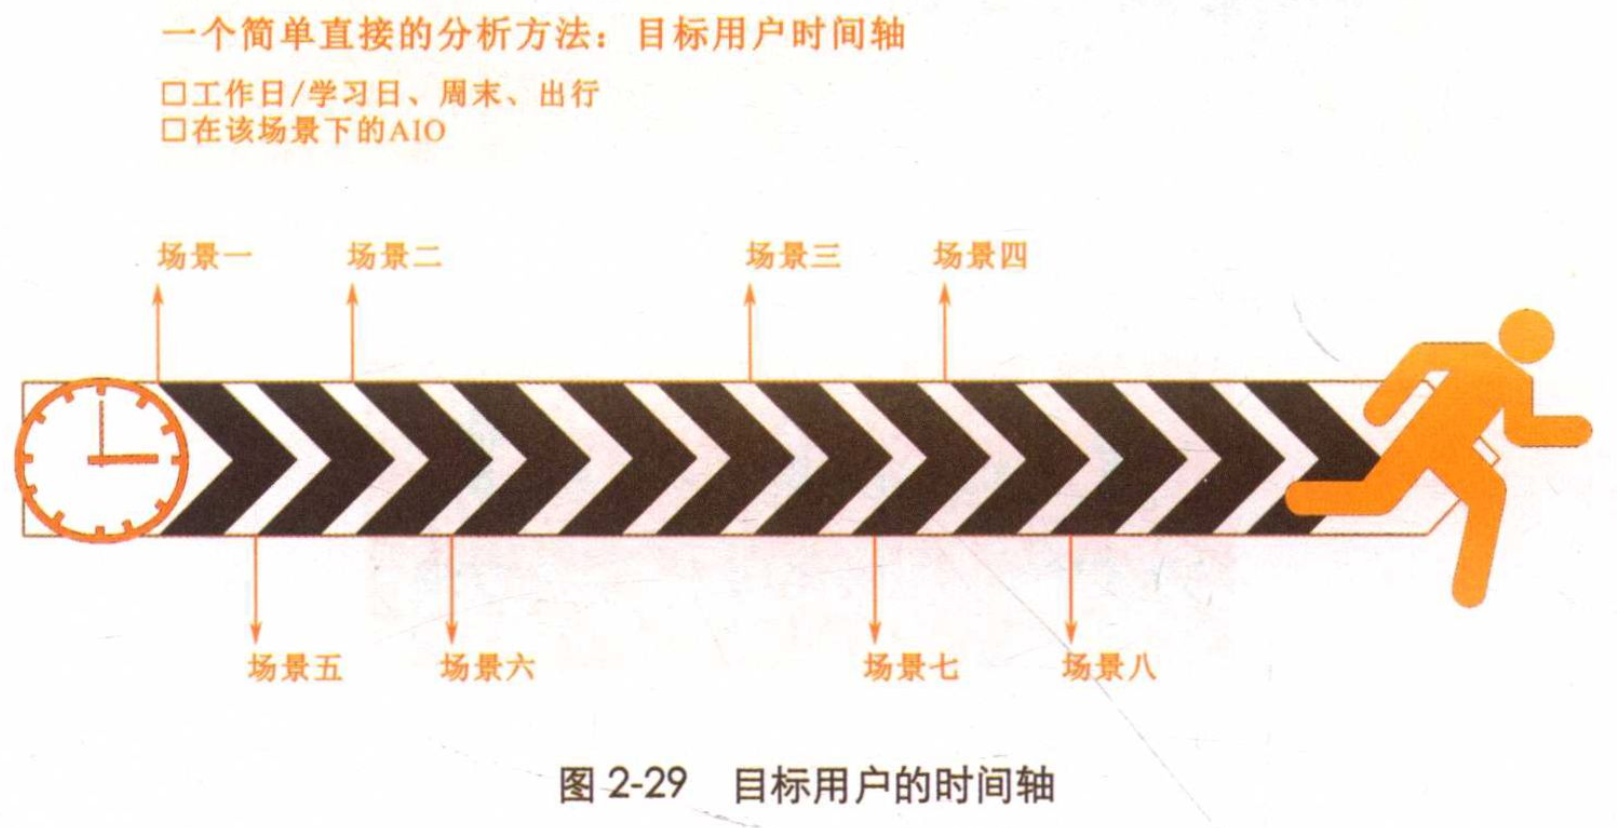 一个简单直接的分析方法：目标用户时间轴
□工作日/学习日、周末、出行
□在该场景下的AIO
场景一 场景二 场景三 场景四
场景五 场景六 场景七 场景八
图 2-29 目标用户的时间轴